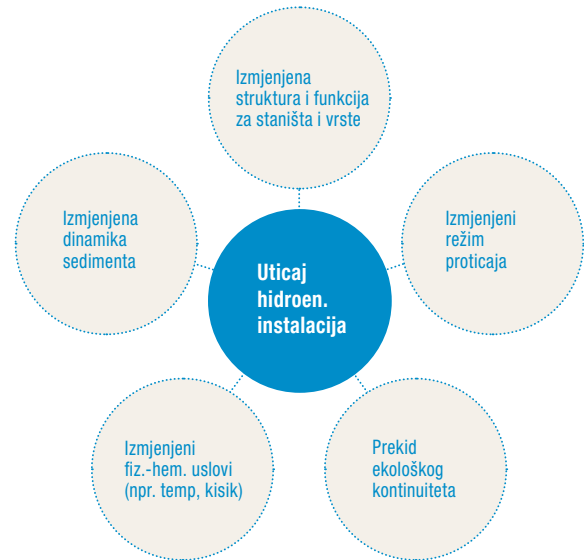 Izmjenjena
struktura i funkcija
za staništa i vrste
Izmjenjena
dinamika
sedimenta
Izmjenjeni
režim
proticaja
Uticaj
hidroen.
instalacija
Izmjenjeni
fiz.-hem. uslovi
(npr. temp, kisik)
Prekid
ekološkog
kontinuiteta